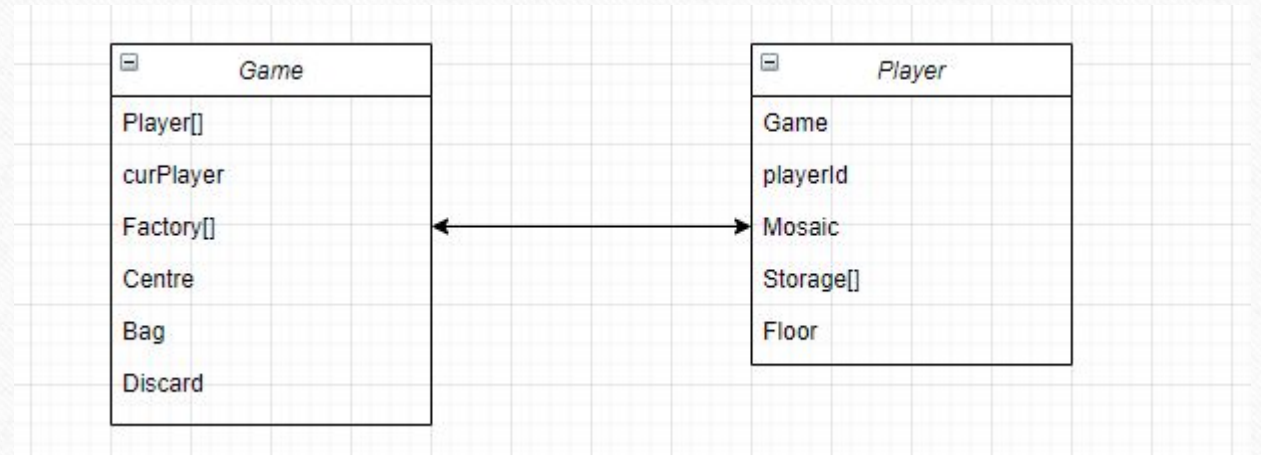 Game
Player[]
curPlayer
Factory[]
Centre
Bag
Discard
Player
Game
playerId
Mosaic
Storage[]
Floor